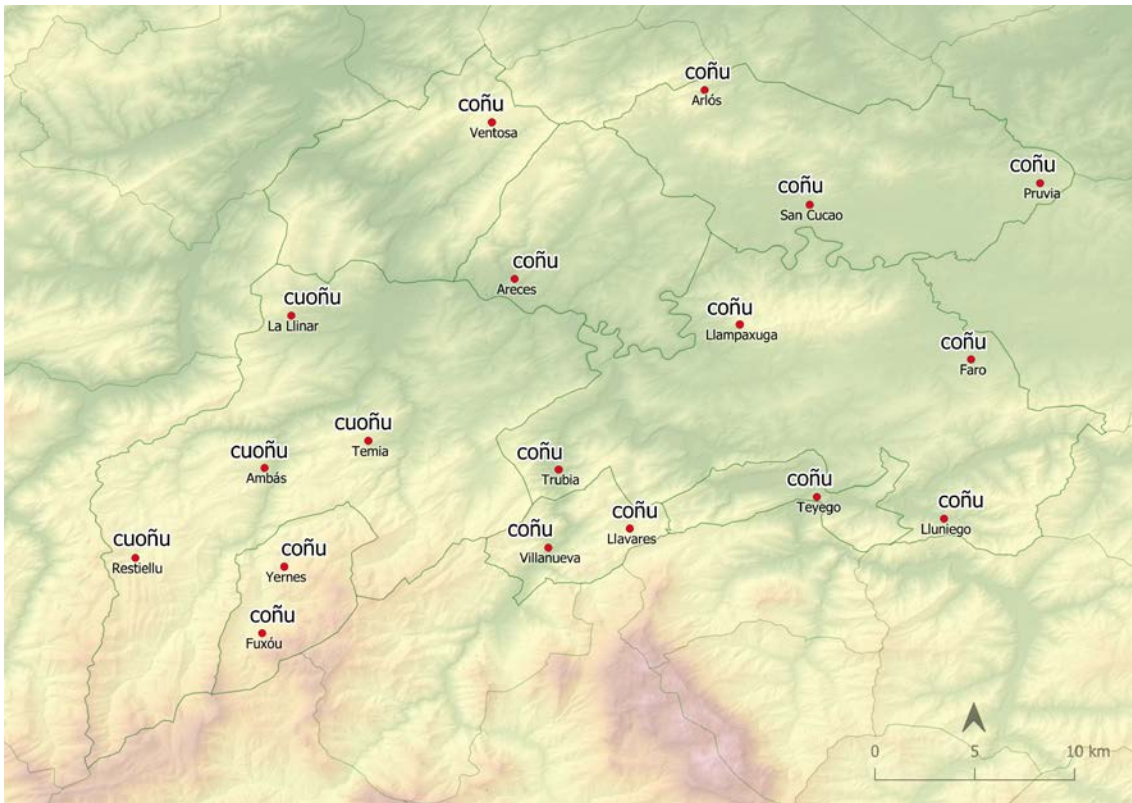 coñu
Arlós
coñu
Ventosa
coñu
Pruvia
coñu
San Cucao
coñu
Areces
cuoñu
La Llinar
coñu
Llampaxuga
coñu
Faro
cuoñu
Temia
cuoñu
Ambás
coñu
Trubia
coñu
Teyego
coñu
Lluniego
coñu
Llavares
coñu
Villanueva
cuoñu
Restiellu
coñu
Yernes
coñu
Fuxóu
0 5 10 km